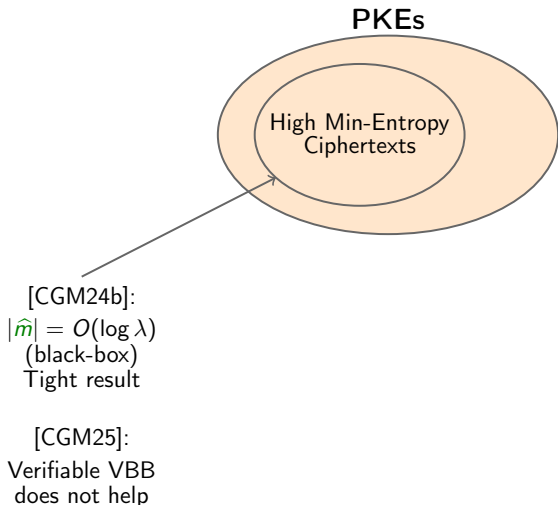 PKEs
High Min-Entropy
Ciphertexts
[CGM24b]:
|m̂| = O(log λ)
(black-box)
Tight result
[CGM25]:
Verifiable VBB
does not help